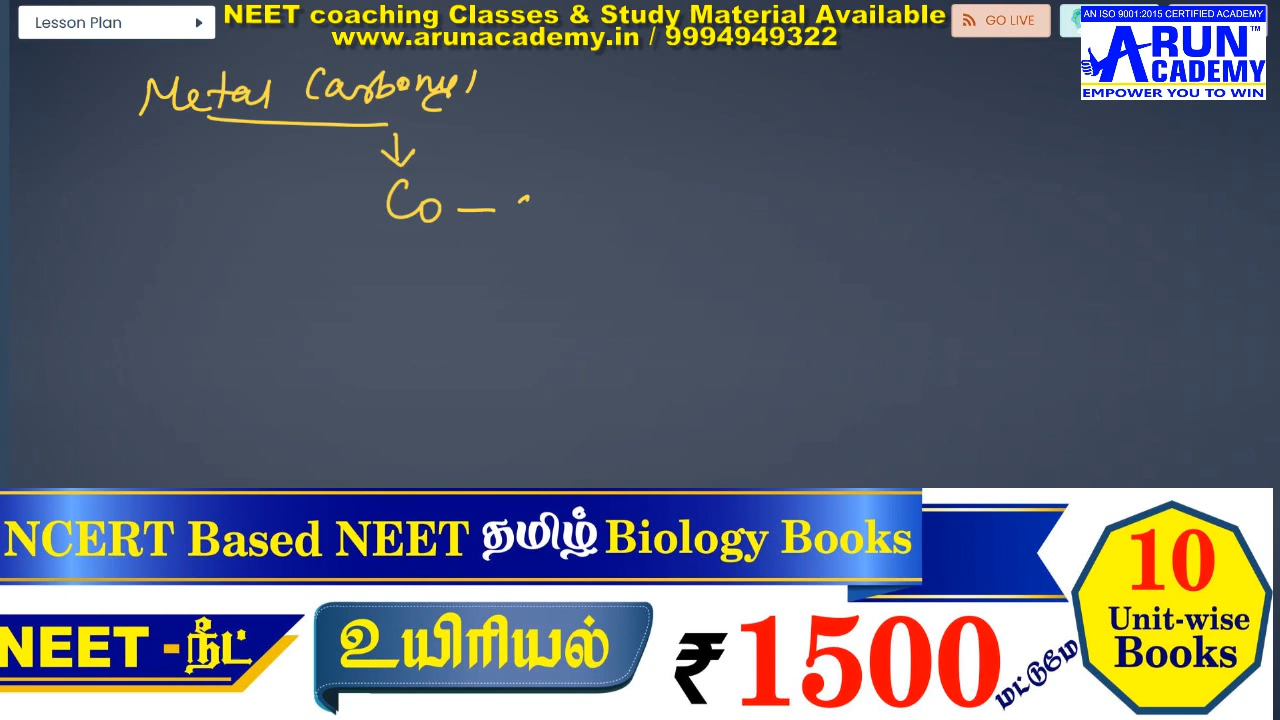 Lesson Plan
NEET coaching Classes & Study Material Available
www.arunacademy.in / 9994949322
GO LIVE
AN ISO 9001:2015 CERTIFIED ACADEMY
ARUN
ACADEMY
TM
EMPOWER YOU TO WIN
Metal Carbonyl
↓
CO —
NCERT Based NEET தமிழ் Biology Books
NEET -நீட்
உயிரியல்
₹1500
மட்டுமே
10
Unit-wise
Books